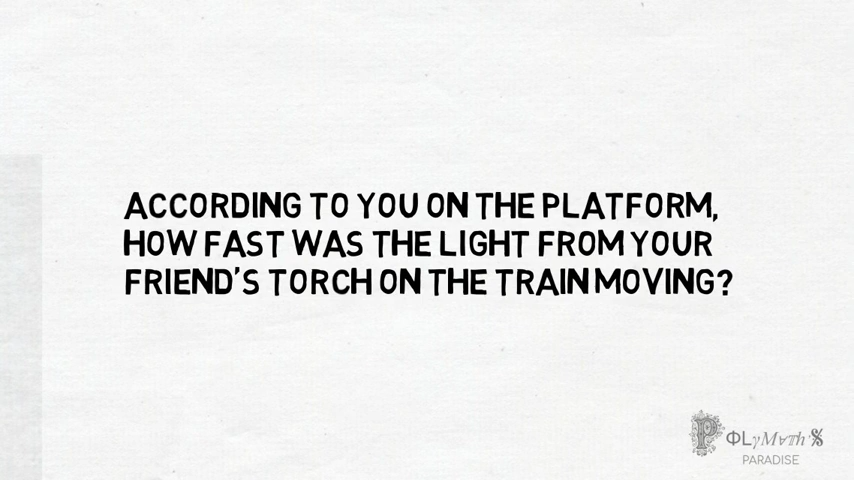 ACCORDING TO YOU ON THE PLATFORM,
HOW FAST WAS THE LIGHT FROM YOUR
FRIEND'S TORCH ON THE TRAIN MOVING?
PARADISE